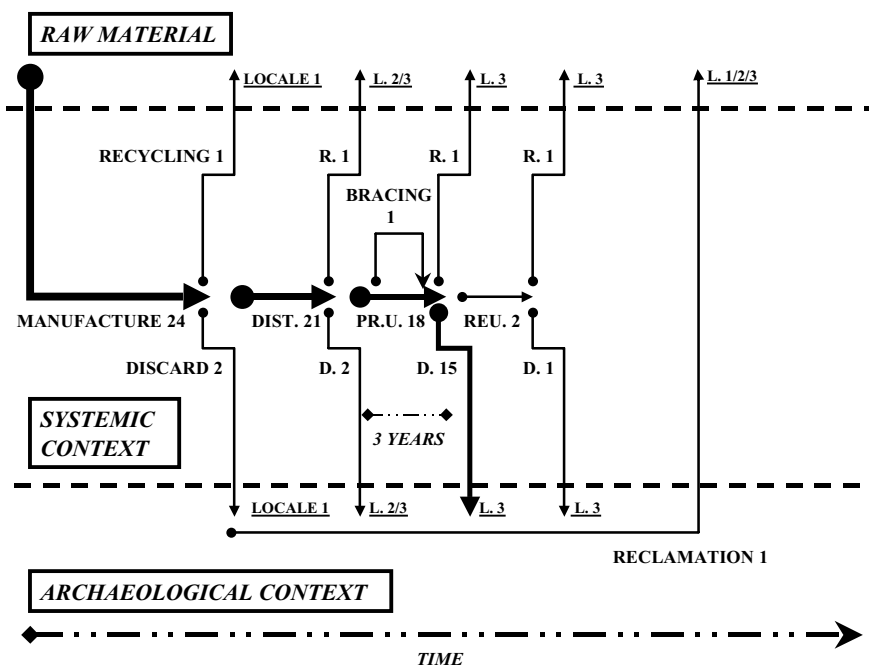 RAW MATERIAL
LOCALE 1
L. 2/3
L. 3
L. 3
L. 1/2/3
RECYCLING 1
R. 1
R. 1
R. 1
BRACING
1
MANUFACTURE 24
DIST. 21
PR.U. 18
REU. 2
DISCARD 2
D. 2
D. 15
D. 1
SYSTEMIC
CONTEXT
3 YEARS
LOCALE 1
L. 2/3
L. 3
L. 3
RECLAMATION 1
ARCHAEOLOGICAL CONTEXT
TIME